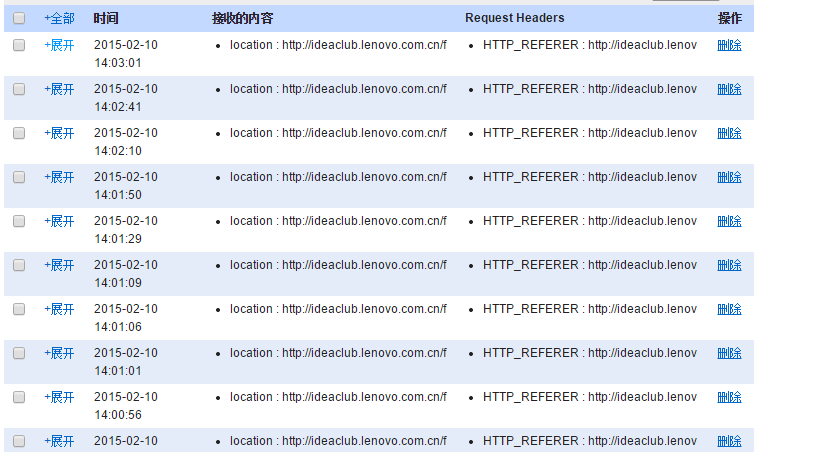 +全部 时间 接收的内容 Request Headers 操作
+展开 2015-02-10 location : http://ideaclub.lenovo.com.cn/f HTTP_REFERER : http://ideaclub.lenov 删除
14:03:01
+展开 2015-02-10 location : http://ideaclub.lenovo.com.cn/f HTTP_REFERER : http://ideaclub.lenov 删除
14:02:41
+展开 2015-02-10 location : http://ideaclub.lenovo.com.cn/f HTTP_REFERER : http://ideaclub.lenov 删除
14:02:10
+展开 2015-02-10 location : http://ideaclub.lenovo.com.cn/f HTTP_REFERER : http://ideaclub.lenov 删除
14:01:50
+展开 2015-02-10 location : http://ideaclub.lenovo.com.cn/f HTTP_REFERER : http://ideaclub.lenov 删除
14:01:29
+展开 2015-02-10 location : http://ideaclub.lenovo.com.cn/f HTTP_REFERER : http://ideaclub.lenov 删除
14:01:09
+展开 2015-02-10 location : http://ideaclub.lenovo.com.cn/f HTTP_REFERER : http://ideaclub.lenov 删除
14:01:06
+展开 2015-02-10 location : http://ideaclub.lenovo.com.cn/f HTTP_REFERER : http://ideaclub.lenov 删除
14:01:01
+展开 2015-02-10 location : http://ideaclub.lenovo.com.cn/f HTTP_REFERER : http://ideaclub.lenov 删除
14:00:56
+展开 2015-02-10 location : http://ideaclub.lenovo.com.cn/f HTTP_REFERER : http://ideaclub.lenov 删除